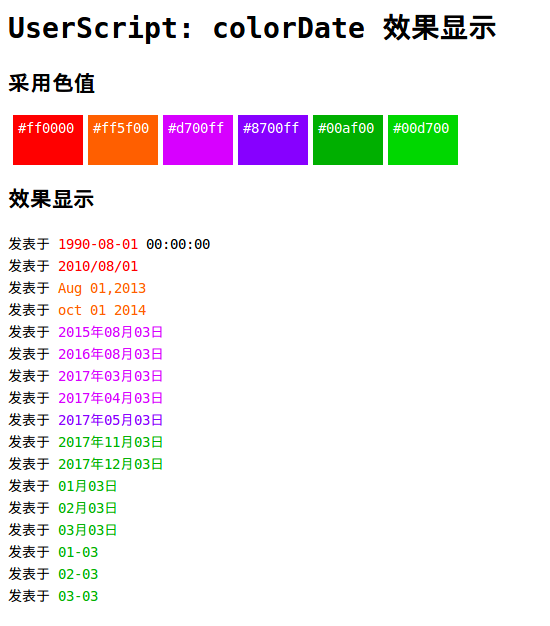 UserScript: colorDate 效果显示
采用色值
#ff0000 #ff5f00 #d700ff #8700ff #00af00 #00d700
效果显示
发表于 1990-08-01 00:00:00
发表于 2010/08/01
发表于 Aug 01,2013
发表于 oct 01 2014
发表于 2015年08月03日
发表于 2016年08月03日
发表于 2017年03月03日
发表于 2017年04月03日
发表于 2017年05月03日
发表于 2017年11月03日
发表于 2017年12月03日
发表于 01月03日
发表于 02月03日
发表于 03月03日
发表于 01-03
发表于 02-03
发表于 03-03